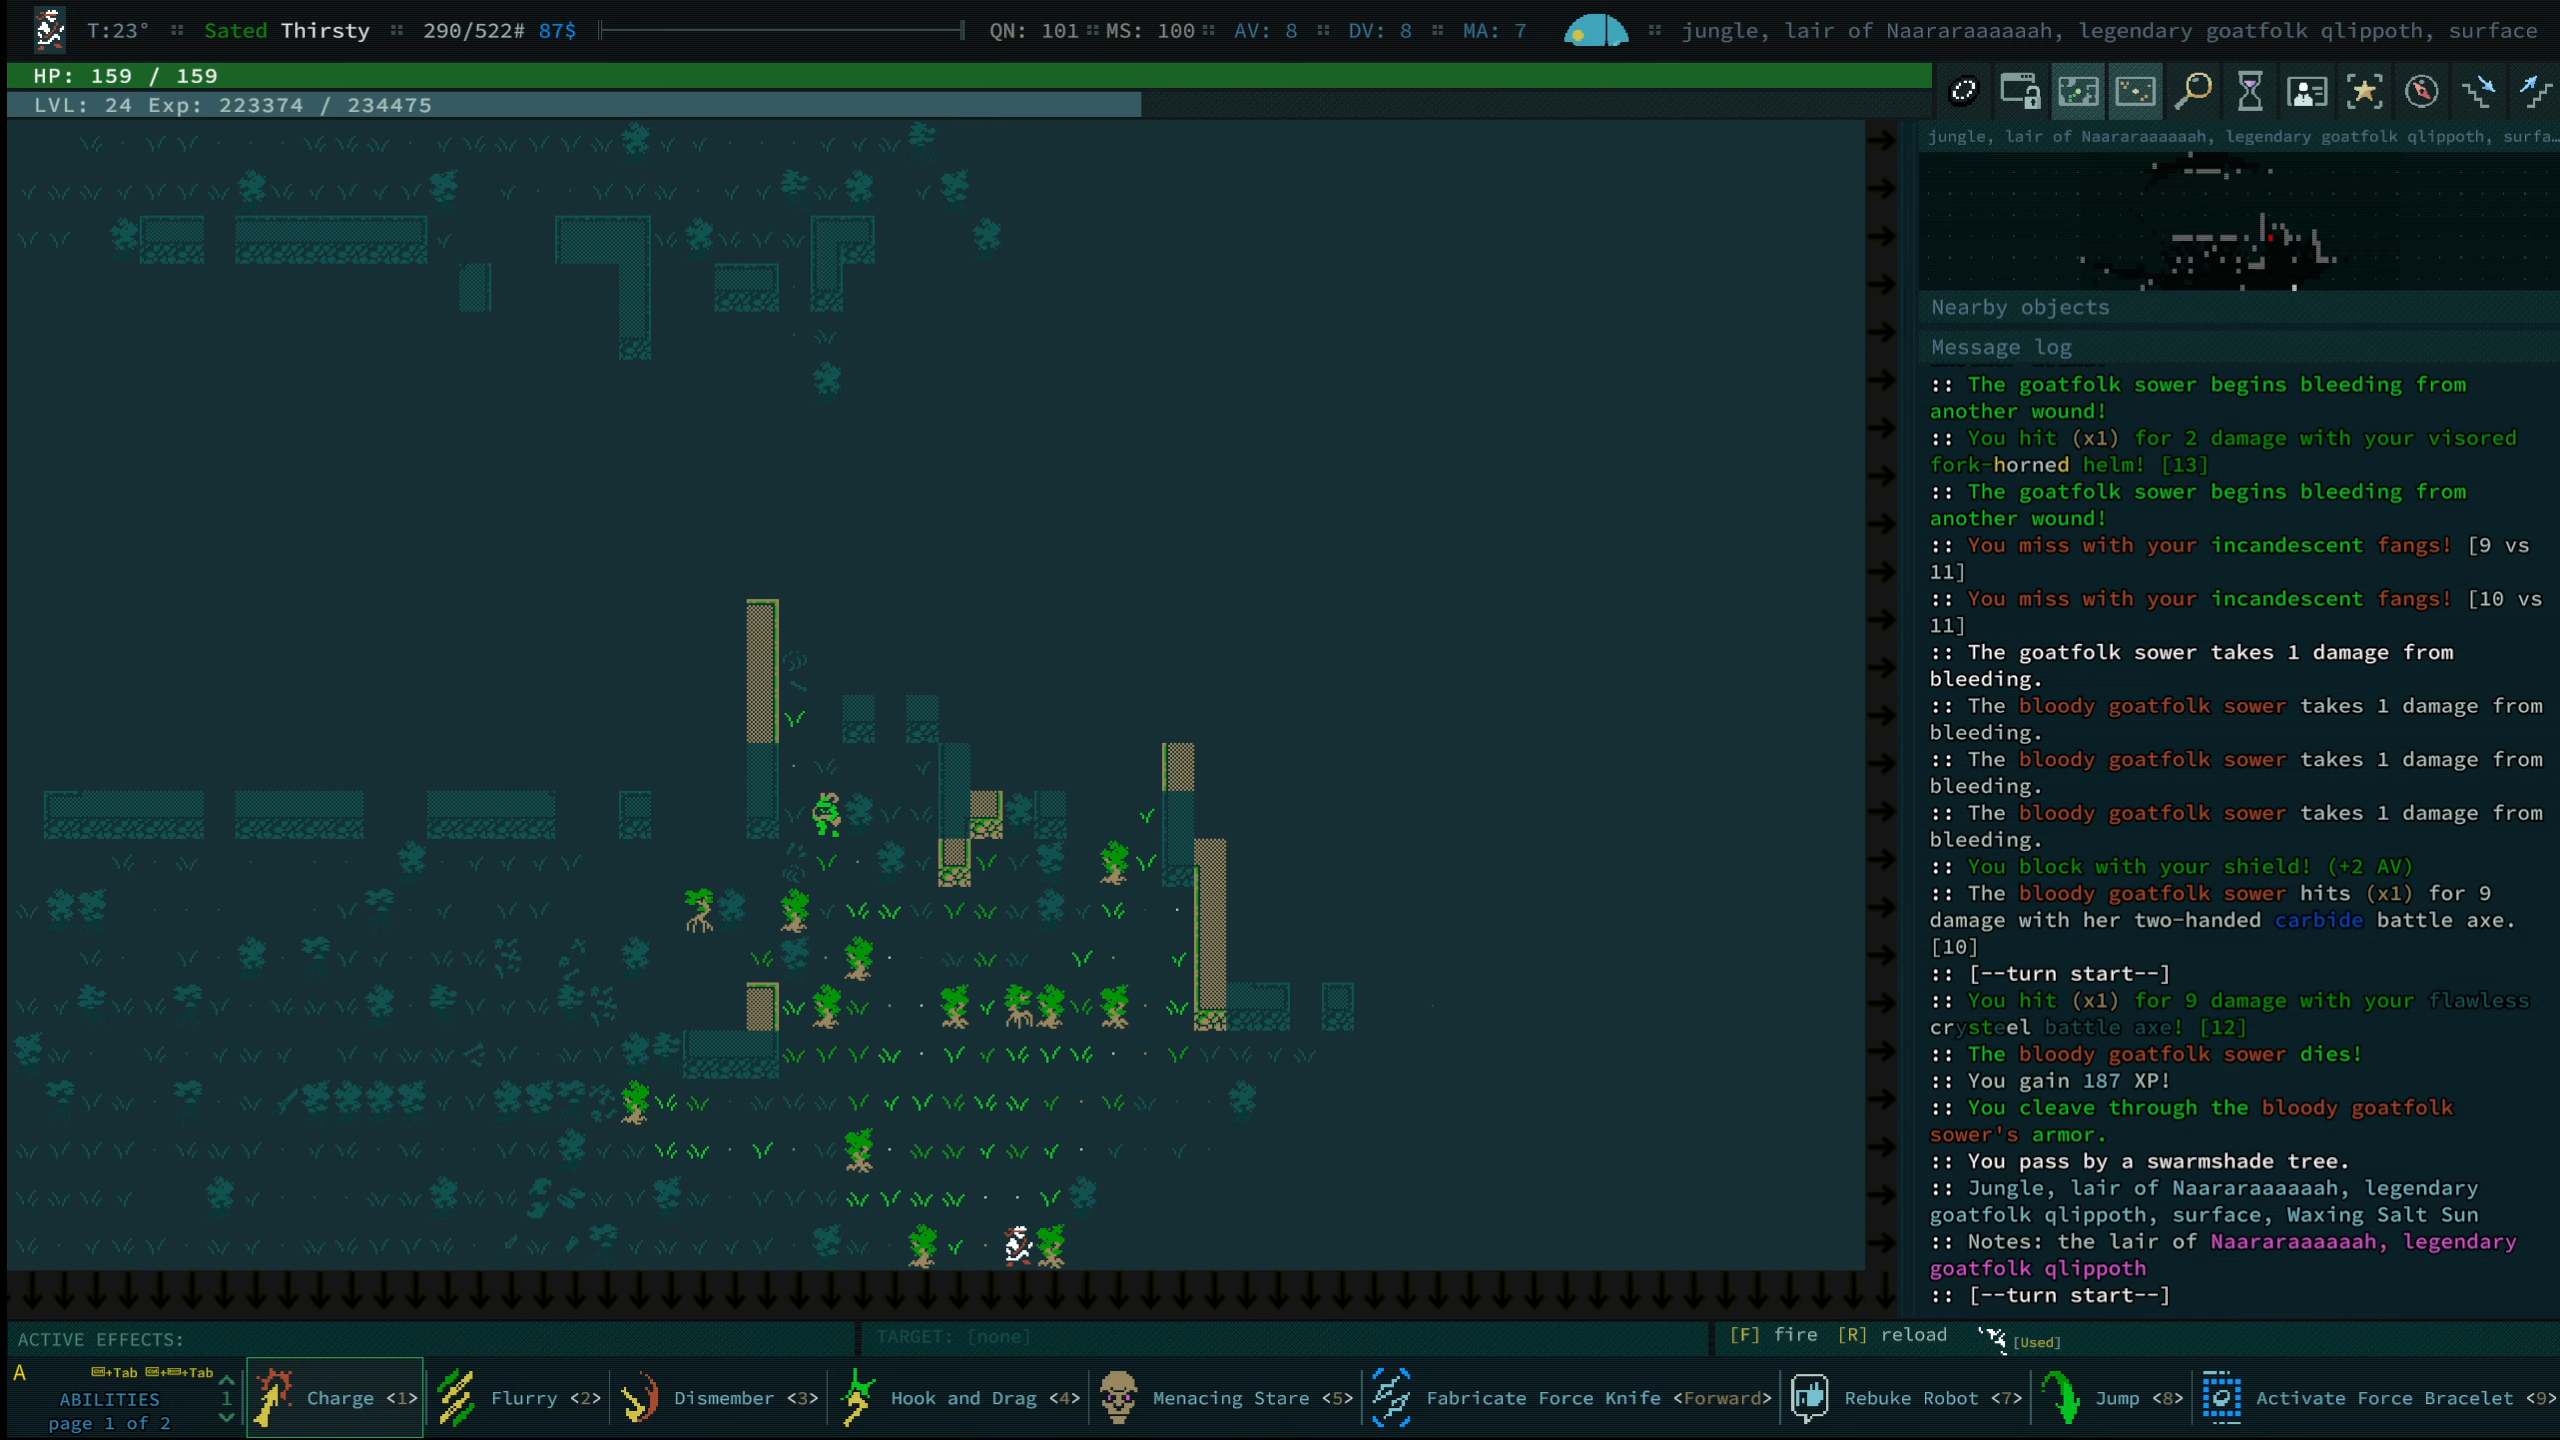 T:23° :: Sated Thirsty :: 290/522# 87$ QN: 101 :: MS: 100 :: AV: 8 :: DV: 8 :: MA: 7 :: jungle, lair of Naararaaaaaah, legendary goatfolk qlippoth, surface
HP: 159 / 159
LVL: 24 Exp: 223374 / 234475
jungle, lair of Naararaaaaaah, legendary goatfolk qlippoth, surfa…
Nearby objects
Message log
:: The goatfolk sower begins bleeding from
another wound!
:: You hit (x1) for 2 damage with your visored
fork-horned helm! [13]
:: The goatfolk sower begins bleeding from
another wound!
:: You miss with your incandescent fangs! [9 vs
11]
:: You miss with your incandescent fangs! [10 vs
11]
:: The goatfolk sower takes 1 damage from
bleeding.
:: The bloody goatfolk sower takes 1 damage from
bleeding.
:: The bloody goatfolk sower takes 1 damage from
bleeding.
:: The bloody goatfolk sower takes 1 damage from
bleeding.
:: You block with your shield! (+2 AV)
:: The bloody goatfolk sower hits (x1) for 9
damage with her two-handed carbide battle axe.
[10]
:: [--turn start--]
:: You hit (x1) for 9 damage with your flawless
crysteel battle axe! [12]
:: The bloody goatfolk sower dies!
:: You gain 187 XP!
:: You cleave through the bloody goatfolk
sower's armor.
:: You pass by a swarmshade tree.
:: Jungle, lair of Naararaaaaaah, legendary
goatfolk qlippoth, surface, Waxing Salt Sun
:: Notes: the lair of Naararaaaaaah, legendary
goatfolk qlippoth
:: [--turn start--]
ACTIVE EFFECTS:
TARGET: [none]
[F] fire [R] reload [Used]
A
+Tab +Tab
ABILITIES 1
page 1 of 2
Charge <1>
Flurry <2>
Dismember <3>
Hook and Drag <4>
Menacing Stare <5>
Fabricate Force Knife <Forward>
Rebuke Robot <7>
Jump <8>
Activate Force Bracelet <9>